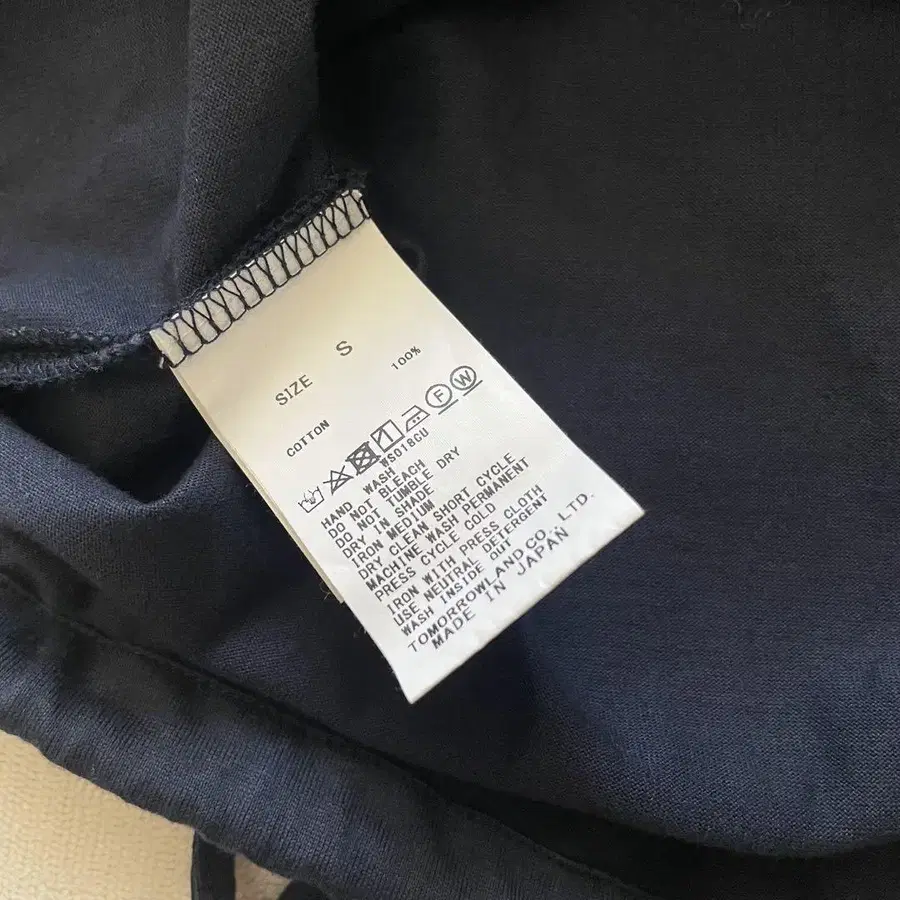 SIZE S
COTTON 100%
F W
WS018CU
HAND WASH
DO NOT BLEACH
DO NOT TUMBLE DRY
DRY IN SHADE
IRON MEDIUM
DRY CLEAN SHORT CYCLE
MACHINE WASH PERMANENT
PRESS CYCLE COLD
IRON WITH PRESS CLOTH
USE NEUTRAL DETERGENT
WASH INSIDE OUT
TOMORROWLAND CO., LTD.
MADE IN JAPAN